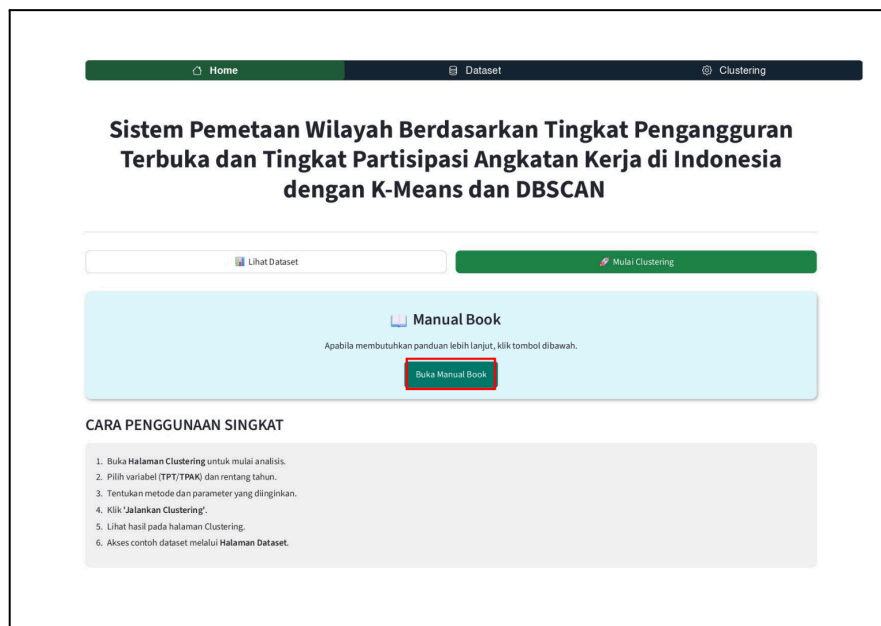 Home
Dataset
Clustering
Sistem Pemetaan Wilayah Berdasarkan Tingkat Pengangguran
Terbuka dan Tingkat Partisipasi Angkatan Kerja di Indonesia
dengan K-Means dan DBSCAN
Lihat Dataset
Mulai Clustering
Manual Book
Apabila membutuhkan panduan lebih lanjut, klik tombol dibawah.
Buka Manual Book
CARA PENGGUNAAN SINGKAT
1. Buka Halaman Clustering untuk mulai analisis.
2. Pilih variabel (TPT/TPAK) dan rentang tahun.
3. Tentukan metode dan parameter yang diinginkan.
4. Klik 'Jalankan Clustering'.
5. Lihat hasil pada halaman Clustering.
6. Akses contoh dataset melalui Halaman Dataset.